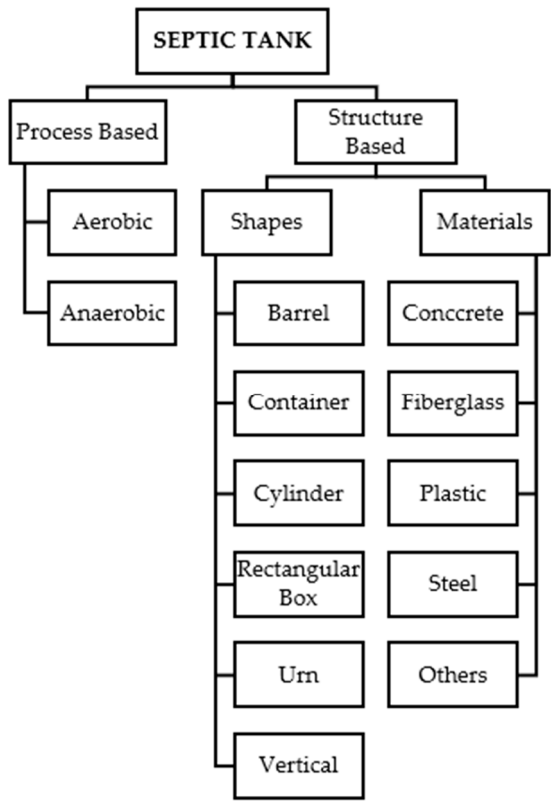 SEPTIC TANK
Process Based
Structure
Based
Aerobic
Anaerobic
Shapes
Materials
Barrel
Container
Cylinder
Rectangular
Box
Urn
Vertical
Conccrete
Fiberglass
Plastic
Steel
Others